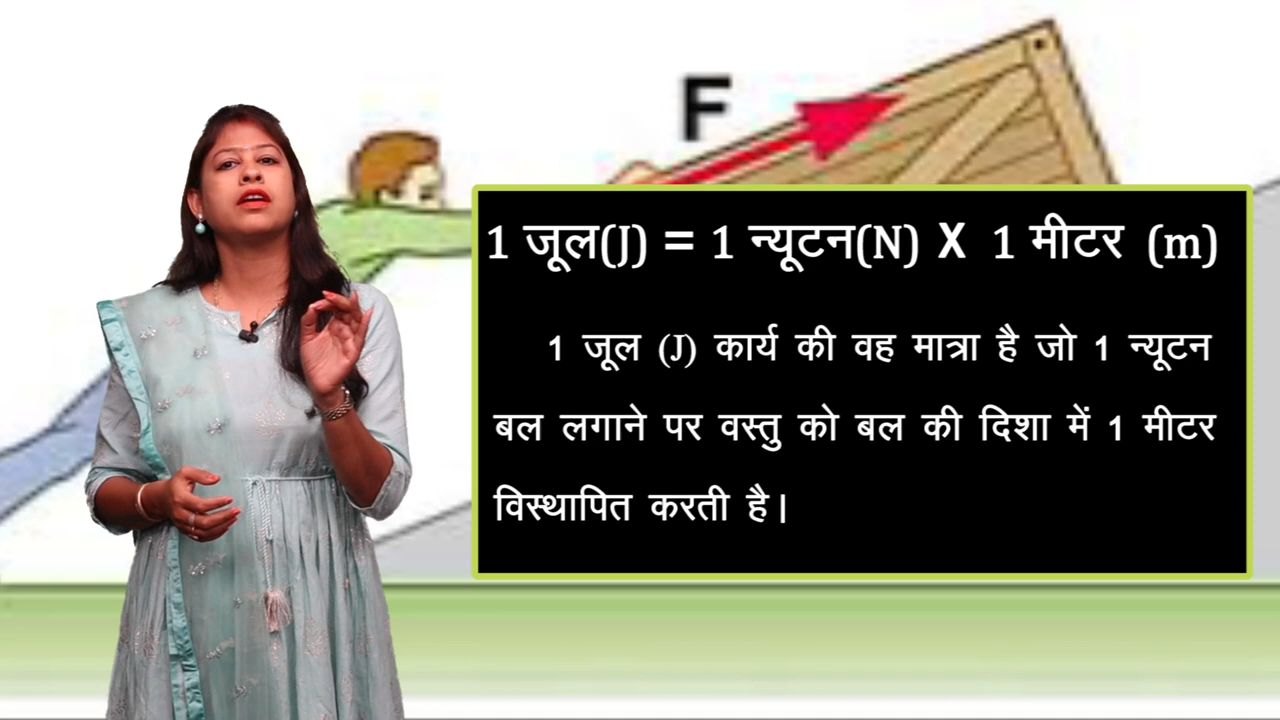 F
1 जूल(J) = 1 न्यूटन(N) X 1 मीटर (m)
1 जूल (J) कार्य की वह मात्रा है जो 1 न्यूटन
बल लगाने पर वस्तु को बल की दिशा में 1 मीटर
विस्थापित करती है।